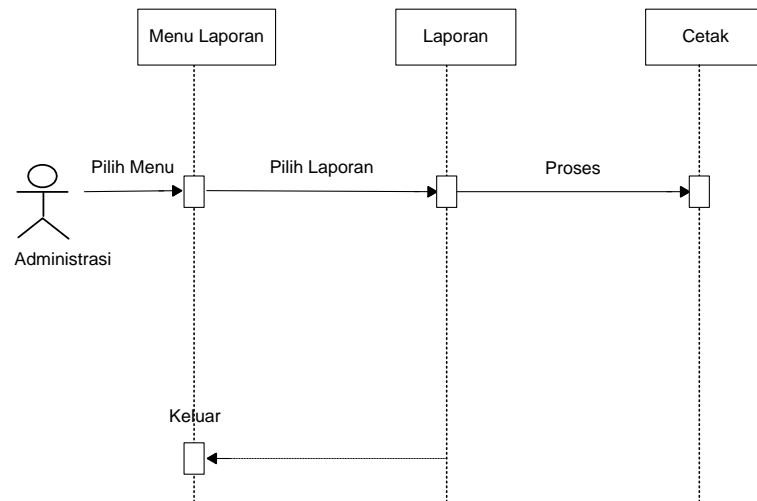 Menu Laporan
Laporan
Cetak
Pilih Menu
Pilih Laporan
Proses
Administrasi
Keluar